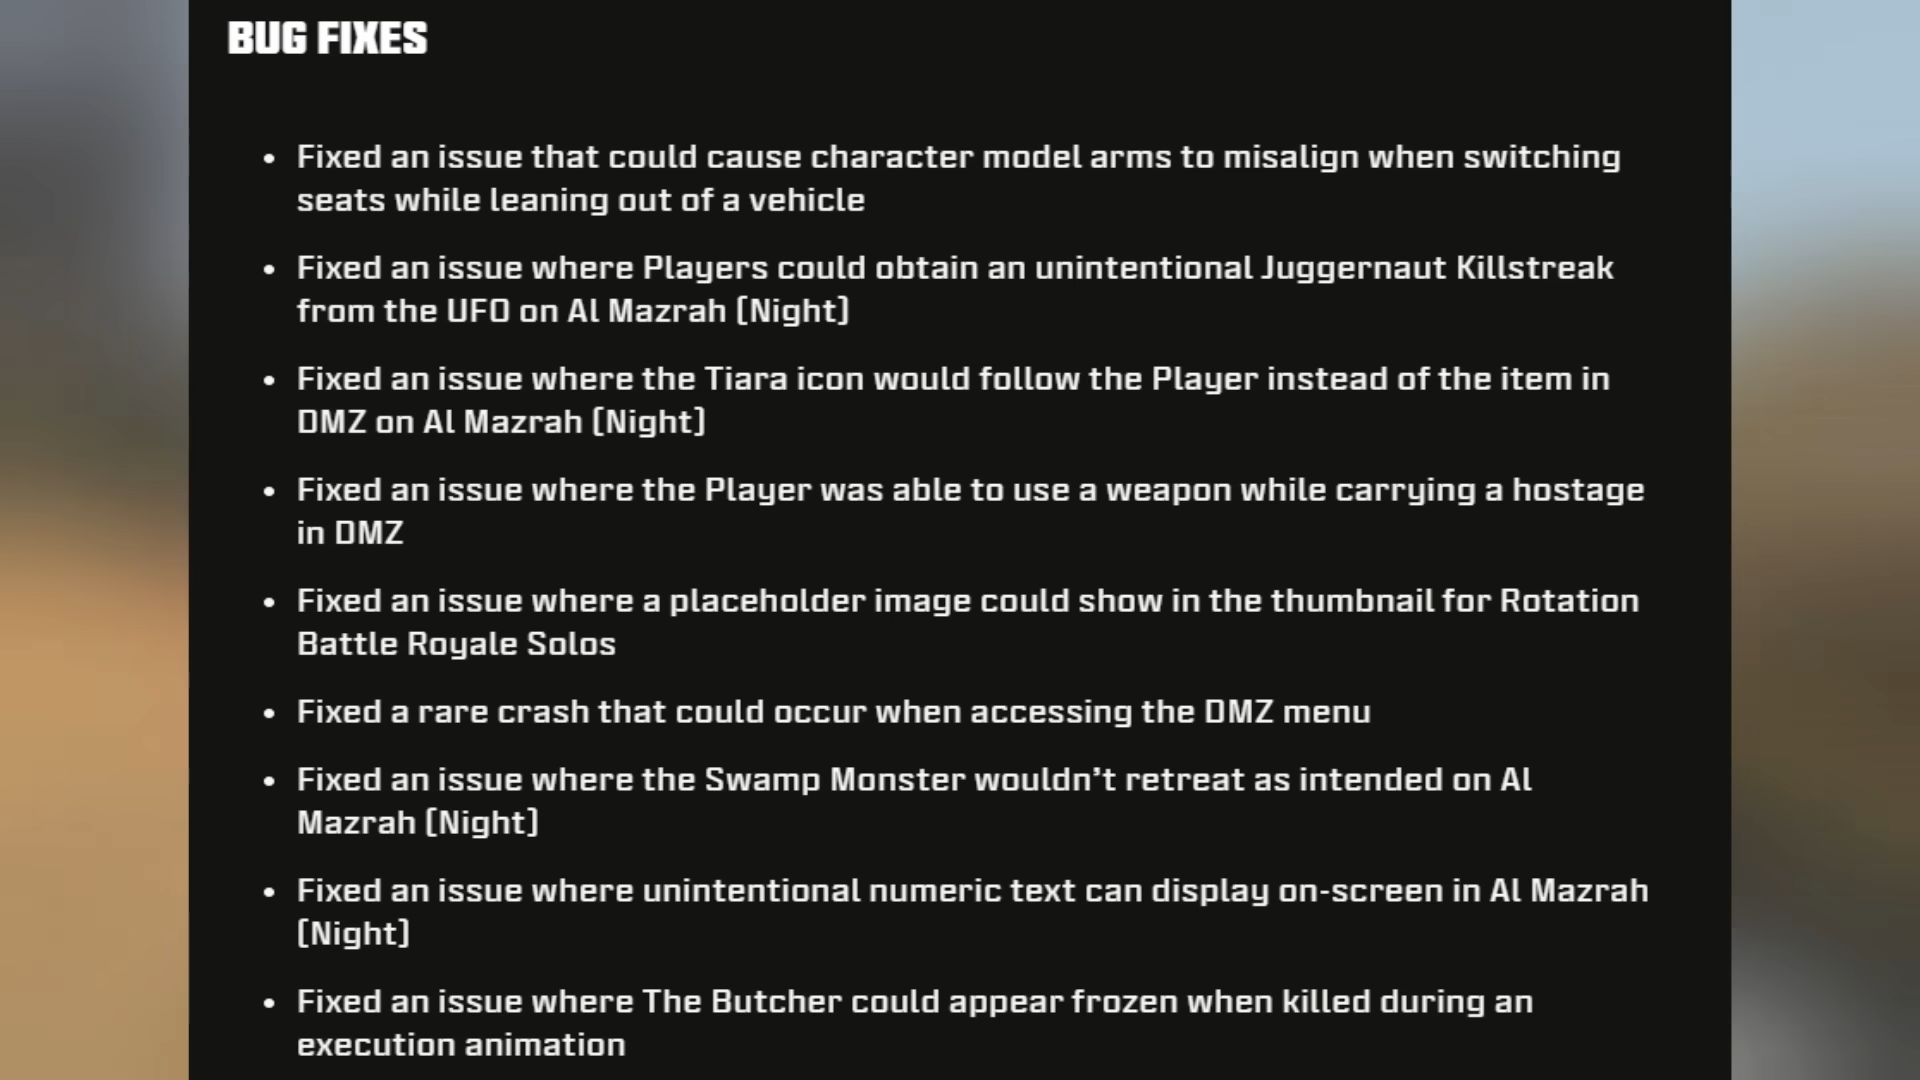 BUG FIXES
• Fixed an issue that could cause character model arms to misalign when switching
seats while leaning out of a vehicle
• Fixed an issue where Players could obtain an unintentional Juggernaut Killstreak
from the UFO on Al Mazrah [Night]
• Fixed an issue where the Tiara icon would follow the Player instead of the item in
DMZ on Al Mazrah [Night]
• Fixed an issue where the Player was able to use a weapon while carrying a hostage
in DMZ
• Fixed an issue where a placeholder image could show in the thumbnail for Rotation
Battle Royale Solos
• Fixed a rare crash that could occur when accessing the DMZ menu
• Fixed an issue where the Swamp Monster wouldn’t retreat as intended on Al
Mazrah [Night]
• Fixed an issue where unintentional numeric text can display on-screen in Al Mazrah
[Night]
• Fixed an issue where The Butcher could appear frozen when killed during an
execution animation